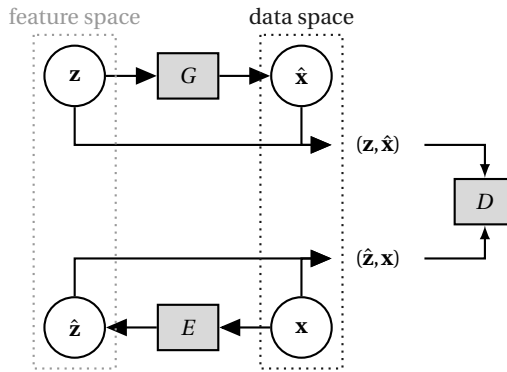 feature space data space
z G x̂
(z, x̂)
D
(ẑ, x)
ẑ E x